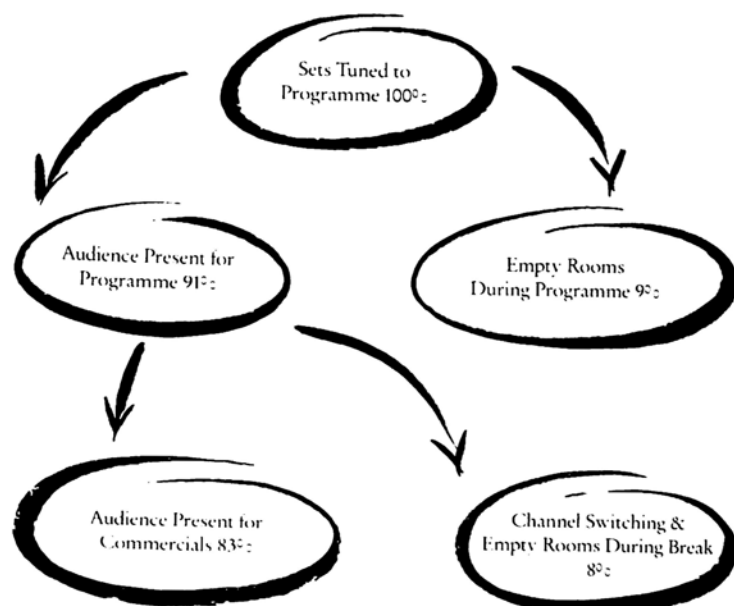 Sets Tuned to
Programme 100%
Audience Present for
Programme 91%
Empty Rooms
During Programme 9%
Audience Present for
Commercials 83%
Channel Switching &
Empty Rooms During Break
8%